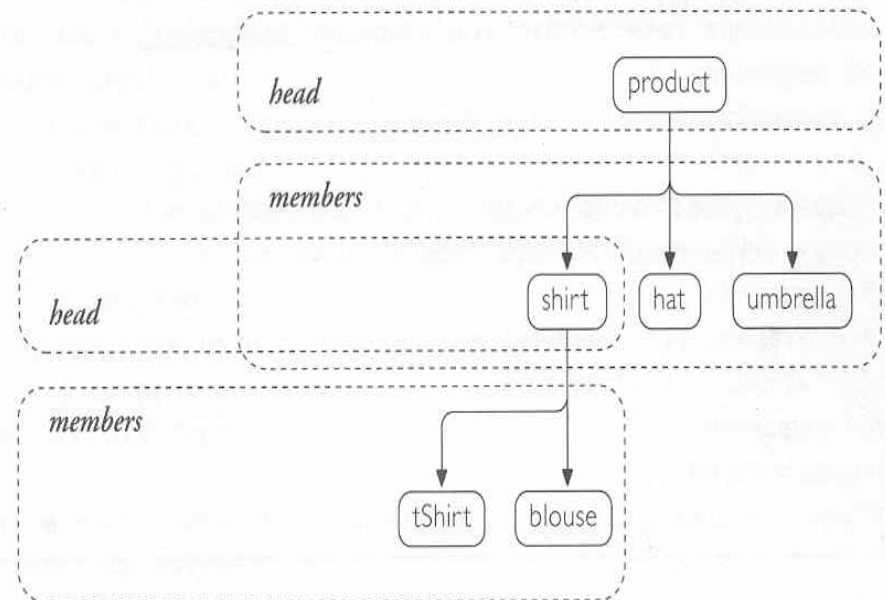 head
product
members
shirt
hat
umbrella
head
members
tShirt
blouse